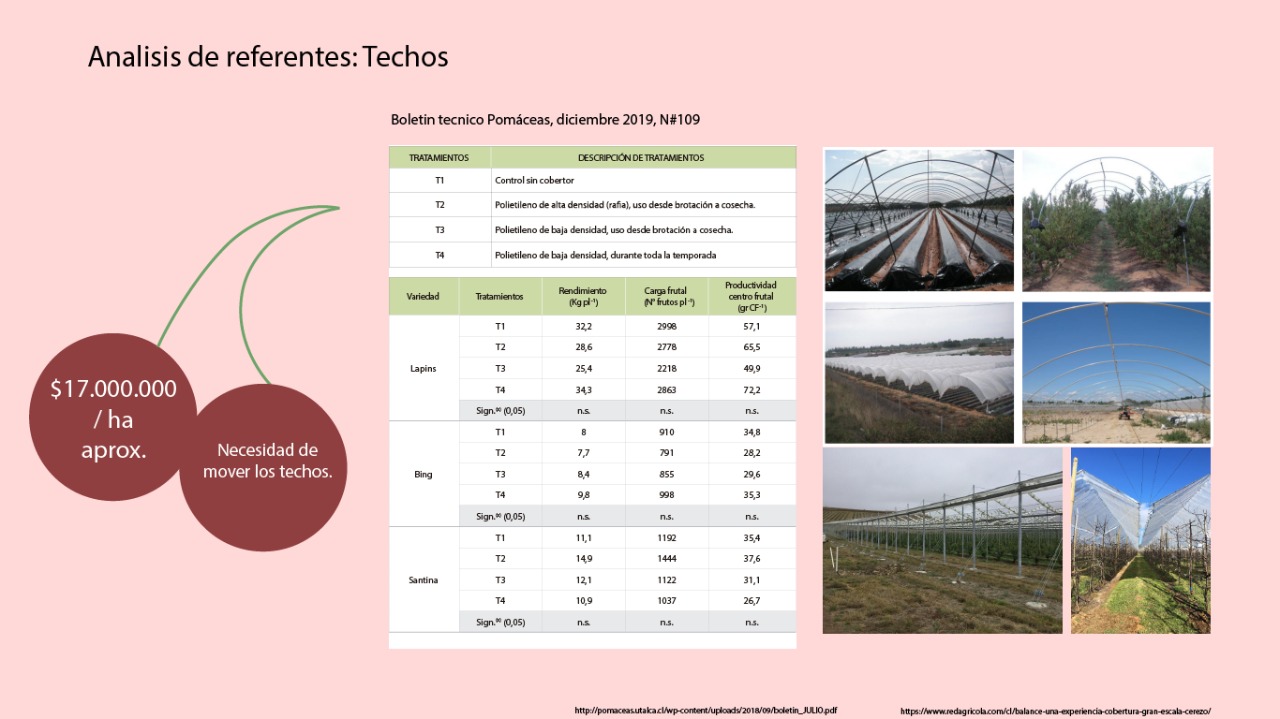 Analisis de referentes: Techos
Boletin tecnico Pomáceas, diciembre 2019, N#109
TRATAMIENTOS DESCRIPCIÓN DE TRATAMIENTOS
T1 Control sin cobertor
T2 Polietileno de alta densidad (rafia), uso desde brotación a cosecha.
T3 Polietileno de baja densidad, uso desde brotación a cosecha.
T4 Polietileno de baja densidad, durante toda la temporada
Variedad Tratamientos Rendimiento (Kg pl⁻¹) Carga frutal (N° frutos pl⁻¹) Productividad centro frutal (gr CF⁻¹)
Lapins
T1 32,2 2998 57,1
T2 28,6 2778 65,5
T3 25,4 2218 49,9
T4 34,3 2863 72,2
Sign. (0,05) n.s. n.s. n.s.
Bing
T1 8 910 34,8
T2 7,7 791 28,2
T3 8,4 855 29,6
T4 9,8 998 35,3
Sign. (0,05) n.s. n.s. n.s.
Santina
T1 11,1 1192 35,4
T2 14,9 1444 37,6
T3 12,1 1122 31,1
T4 10,9 1037 26,7
Sign. (0,05) n.s. n.s. n.s.
$17.000.000
/ ha
aprox.
Necesidad de
mover los techos.
http://pomaceas.utalca.cl/wp-content/uploads/2018/09/boletin_JULIO.pdf
https://www.redagricola.com/cl/balance-una-experiencia-cobertura-gran-escala-cerezo/